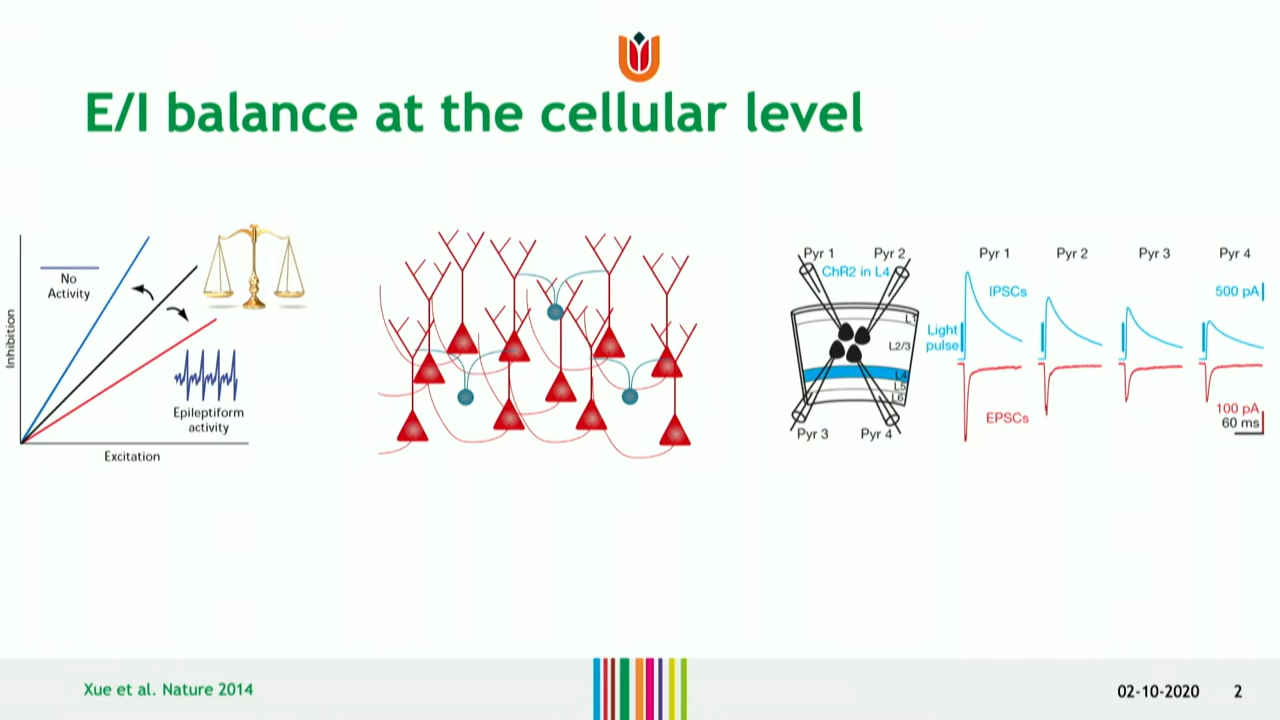 E/I balance at the cellular level
No
Activity
Inhibition
Epileptiform
activity
Excitation
Pyr 1
Pyr 2
ChR2 in L4
L1
L2/3
L4
L5
L6
Pyr 3
Pyr 4
Light
pulse
Pyr 1
Pyr 2
Pyr 3
Pyr 4
IPSCs
500 pA
EPSCs
100 pA
60 ms
Xue et al. Nature 2014
02-10-2020
2